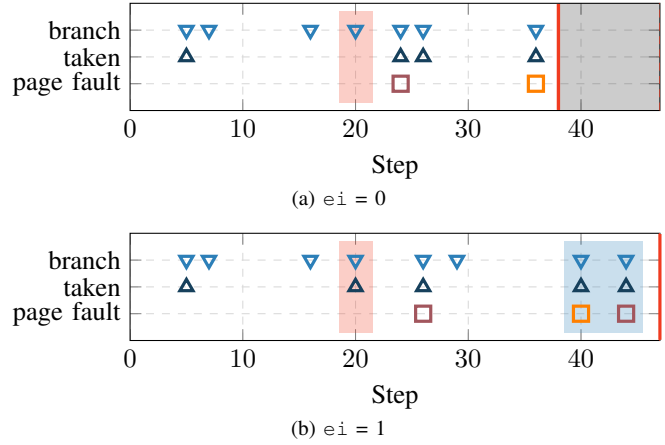 branch
taken
page fault
0 10 20 30 40
Step
(a) ei = 0
branch
taken
page fault
0 10 20 30 40
Step
(b) ei = 1